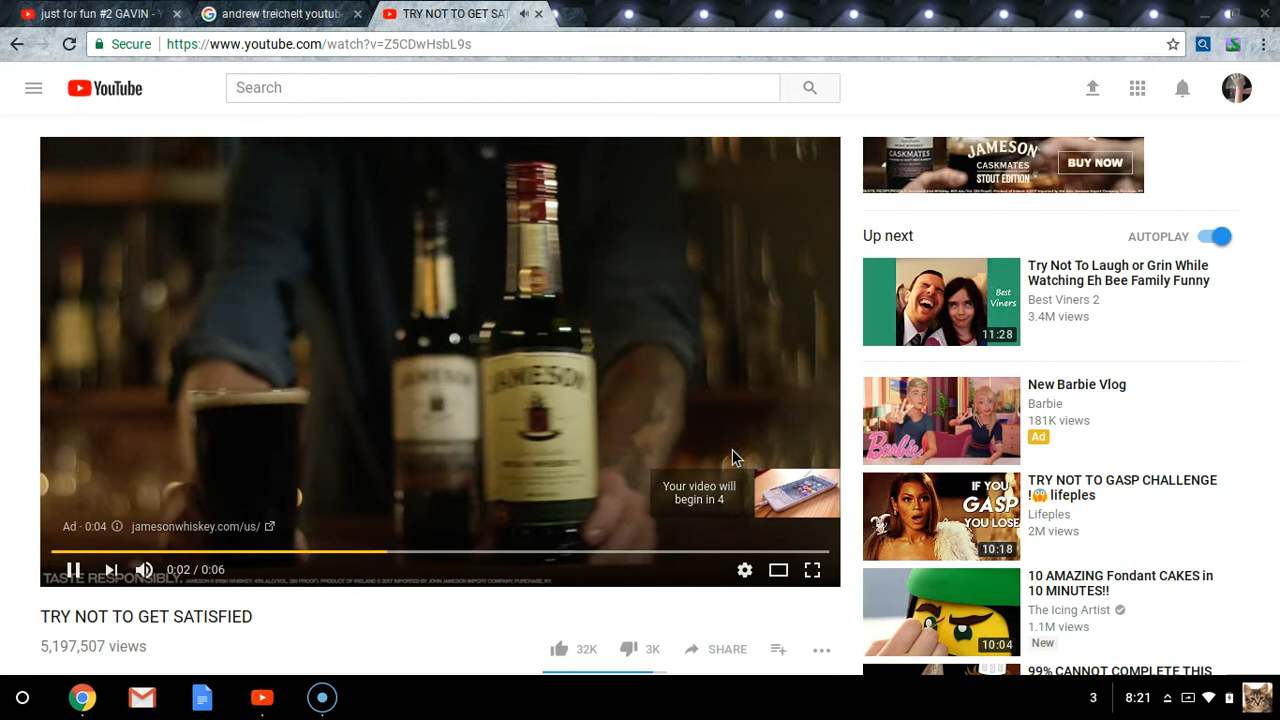 just for fun #2 GAVIN - Y
andrew treichelt youtub
TRY NOT TO GET SAT
Secure
https://www.youtube.com/watch?v=Z5CDwHsbL9s
YouTube
Search
JAMESON
CASKMATES
STOUT EDITION
BUY NOW
Up next
AUTOPLAY
Try Not To Laugh or Grin While
Watching Eh Bee Family Funny
Best Viners 2
3.4M views
Best
Viners
11:28
New Barbie Vlog
Barbie
181K views
Ad
Barbie
TRY NOT TO GASP CHALLENGE
!😱 lifeples
Lifeples
2M views
IF YOU
GASP
YOU LOSE
10:18
10 AMAZING Fondant CAKES in
10 MINUTES!!
The Icing Artist
1.1M views
New
10:04
99% CANNOT COMPLETE THIS
JAMESON
JAMESON
Your video will
begin in 4
Ad · 0:04
jamesonwhiskey.com/us/
0:02 / 0:06
TASTE RESPONSIBLY.
TRY NOT TO GET SATISFIED
5,197,507 views
32K
3K
SHARE
3
8:21